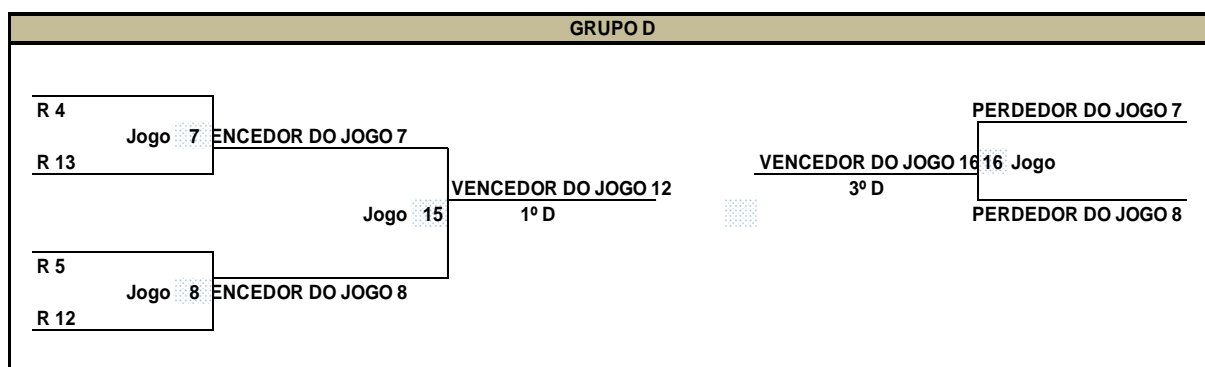 GRUPO D
R 4
PERDEDOR DO JOGO 7
Jogo 7 ENCEDOR DO JOGO 7
R 13
VENCEDOR DO JOGO 16 16 Jogo
VENCEDOR DO JOGO 12
3º D
Jogo 15 1º D
PERDEDOR DO JOGO 8
R 5
Jogo 8 ENCEDOR DO JOGO 8
R 12